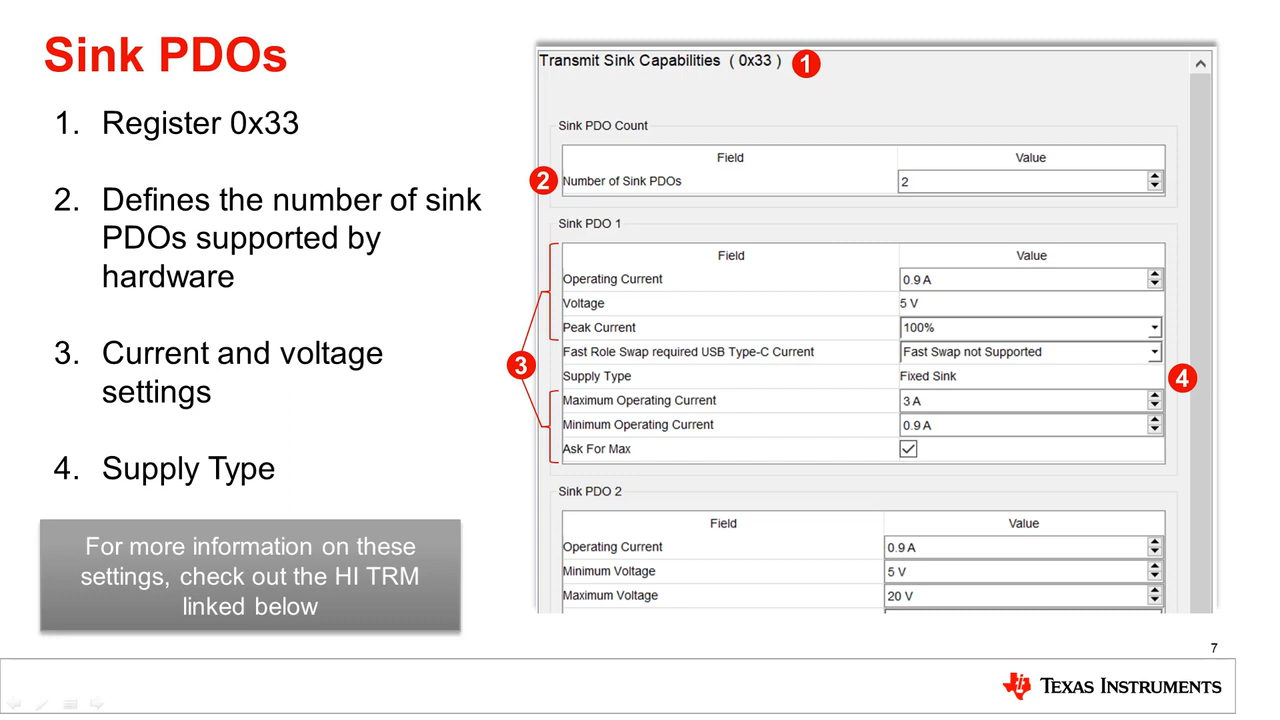 Sink PDOs
1. Register 0x33
2. Defines the number of sink
PDOs supported by
hardware
3. Current and voltage
settings
4. Supply Type
For more information on these
settings, check out the HI TRM
linked below
Transmit Sink Capabilities ( 0x33 ) 1
Sink PDO Count
Field Value
2 Number of Sink PDOs 2
Sink PDO 1
Field Value
Operating Current 0.9 A
Voltage 5 V
Peak Current 100%
Fast Role Swap required USB Type-C Current Fast Swap not Supported
3
Supply Type Fixed Sink 4
Maximum Operating Current 3 A
Minimum Operating Current 0.9 A
Ask For Max
Sink PDO 2
Field Value
Operating Current 0.9 A
Minimum Voltage 5 V
Maximum Voltage 20 V
7
TEXAS INSTRUMENTS